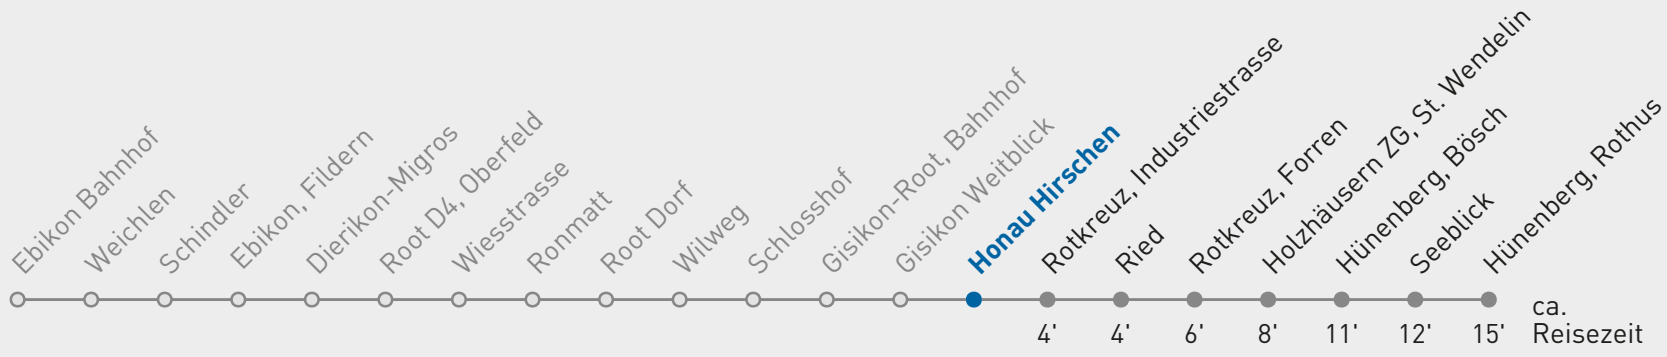 Ebikon Bahnhof
Weichlen
Schindler
Ebikon, Fildern
Dierikon-Migros
Root D4, Oberfeld
Wiesstrasse
Ronmatt
Root Dorf
Wilweg
Schlosshof
Gisikon-Root, Bahnhof
Gisikon Weitblick
Honau Hirschen
Rotkreuz, Industriestrasse
Ried
Rotkreuz, Forren
Holzhäusern ZG, St. Wendelin
Hünenberg, Bösch
Seeblick
Hünenberg, Rothus
4' 4' 6' 8' 11' 12' 15'
ca.
Reisezeit